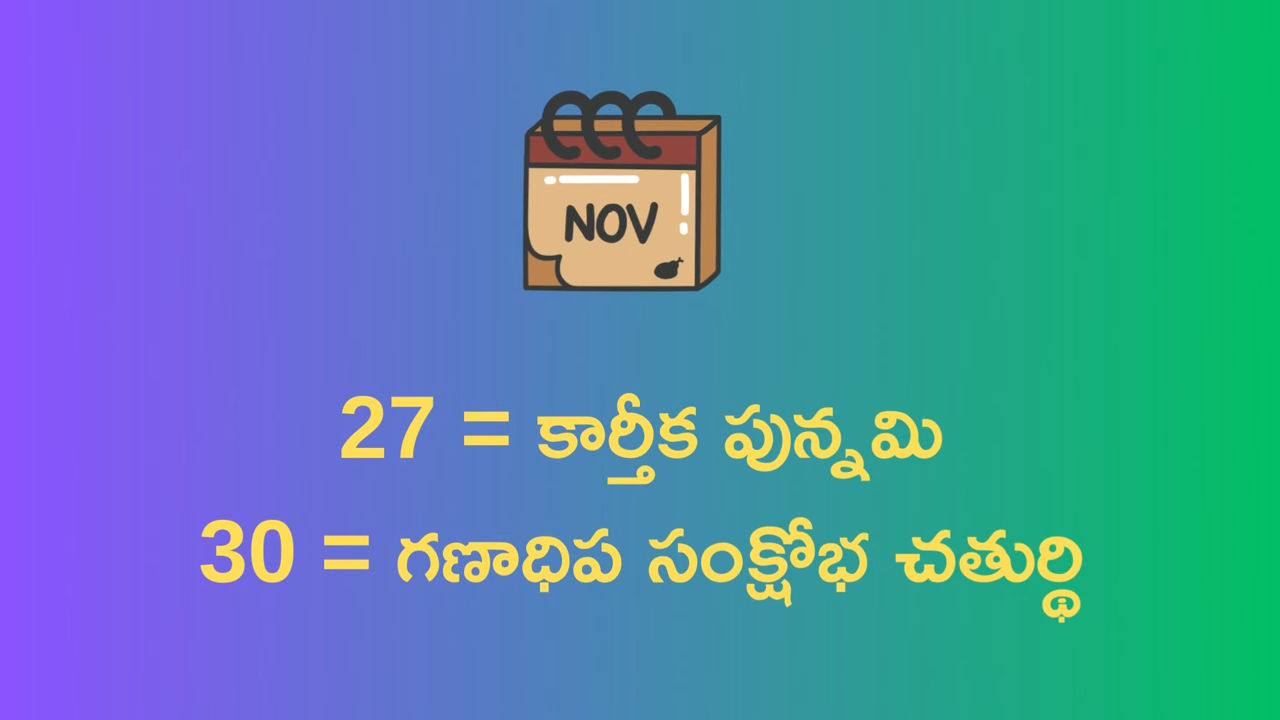 NOV
27 = కార్తీక పున్నమి
30 = గణాధిప సంక్షోభ చతుర్థి